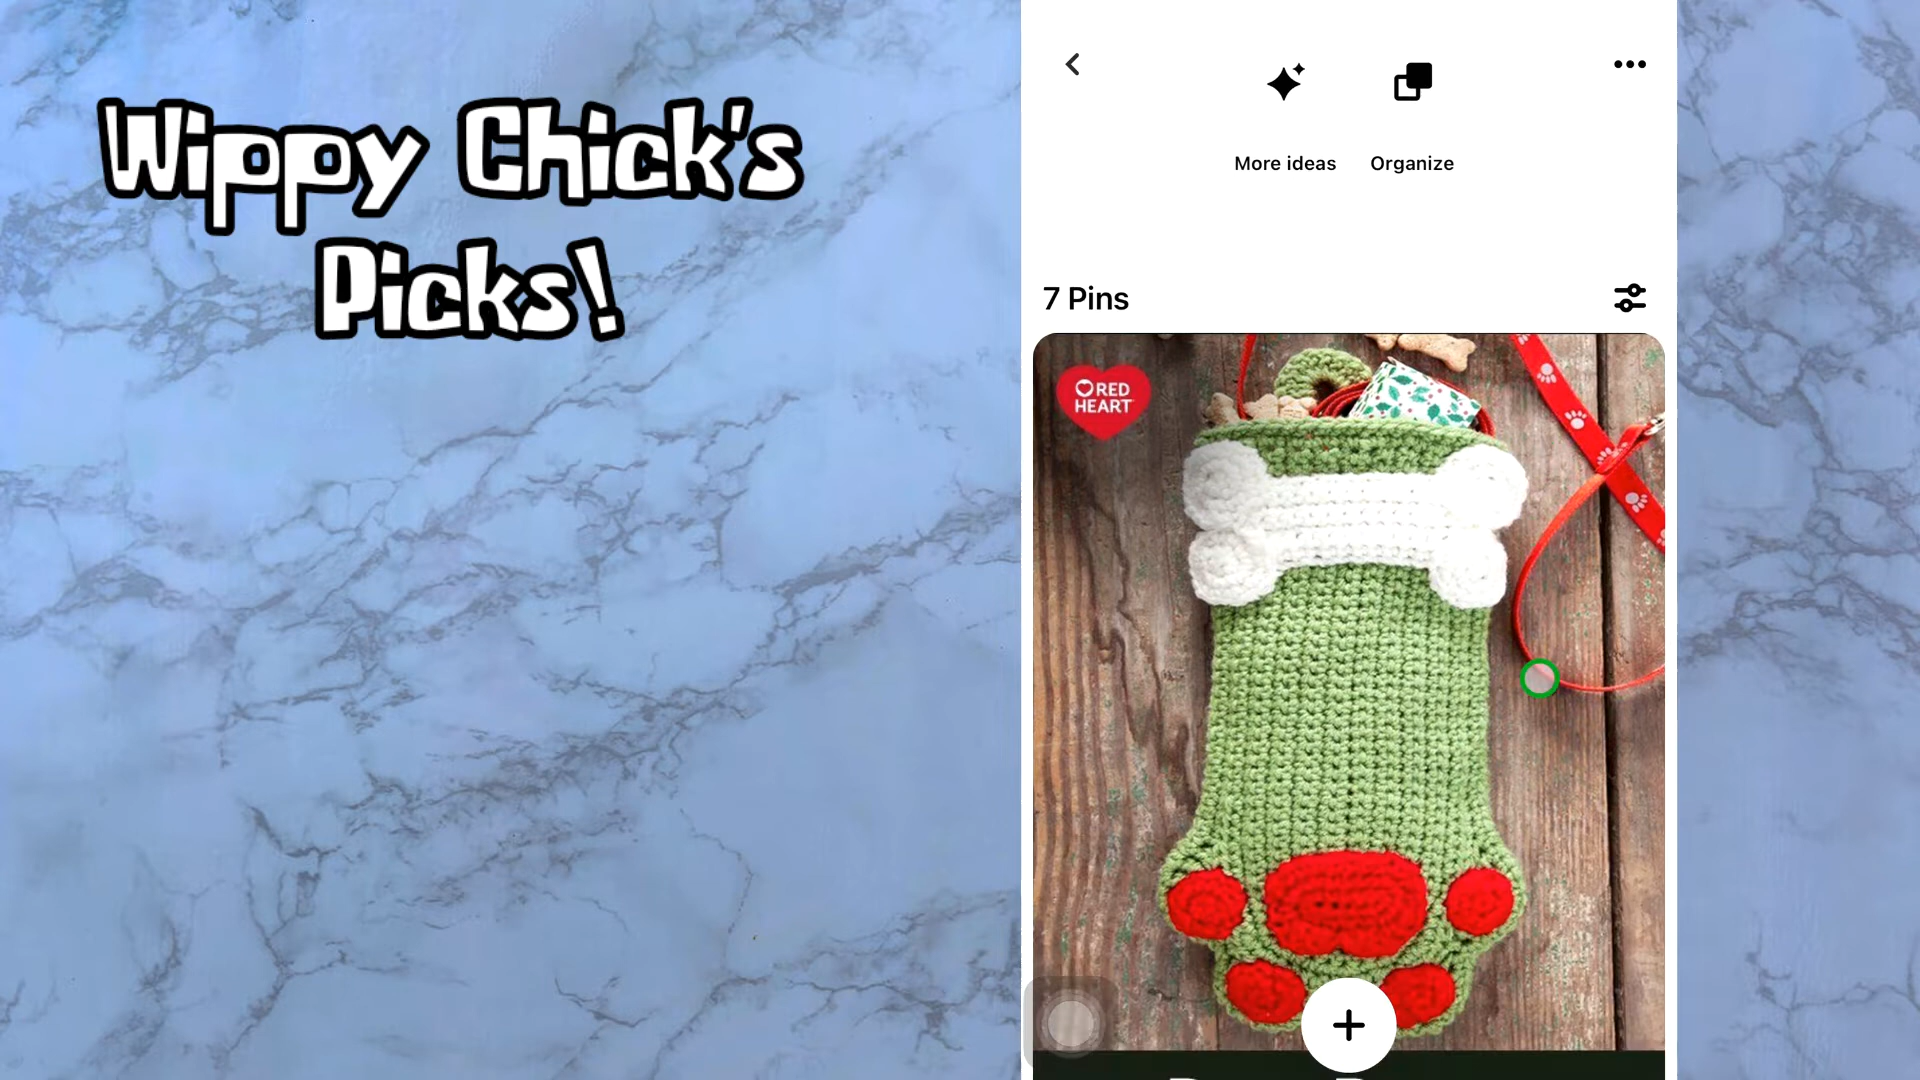 Wippy Chick's
Picks!
More ideas
Organize
7 Pins
RED
HEART